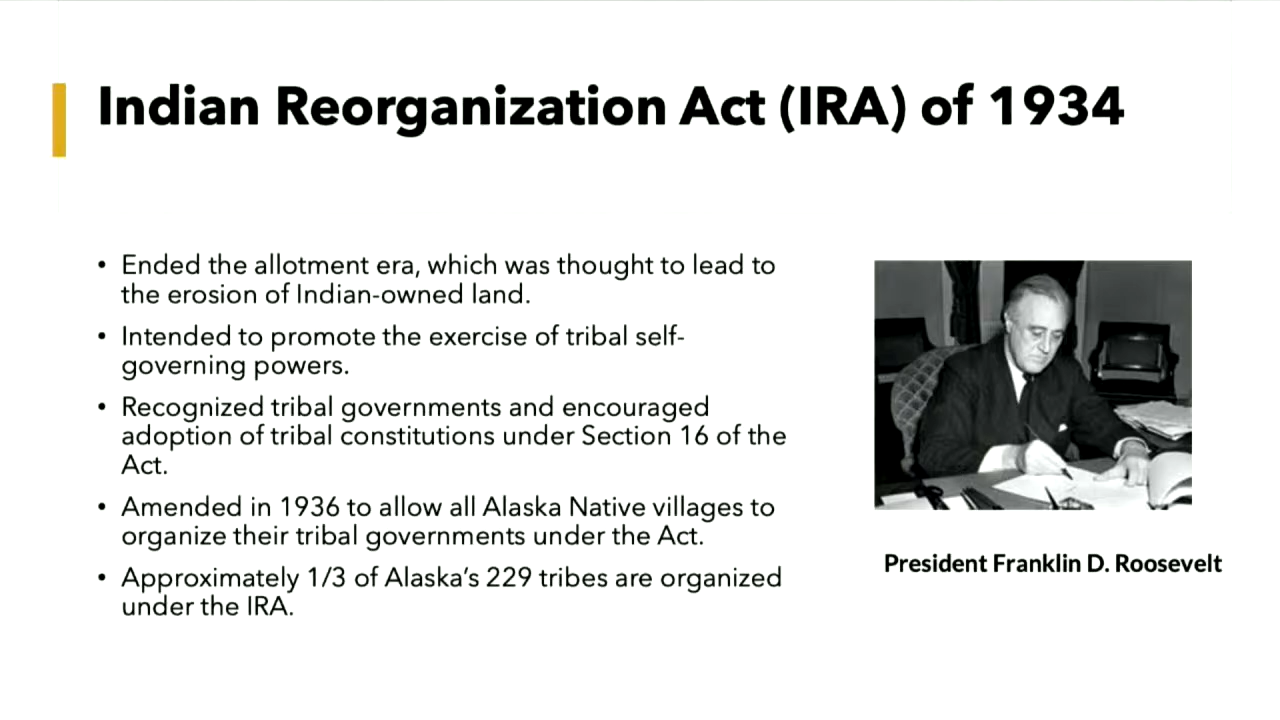 Indian Reorganization Act (IRA) of 1934
• Ended the allotment era, which was thought to lead to
the erosion of Indian-owned land.
• Intended to promote the exercise of tribal self-
governing powers.
• Recognized tribal governments and encouraged
adoption of tribal constitutions under Section 16 of the
Act.
• Amended in 1936 to allow all Alaska Native villages to
organize their tribal governments under the Act.
• Approximately 1/3 of Alaska’s 229 tribes are organized
under the IRA.
President Franklin D. Roosevelt